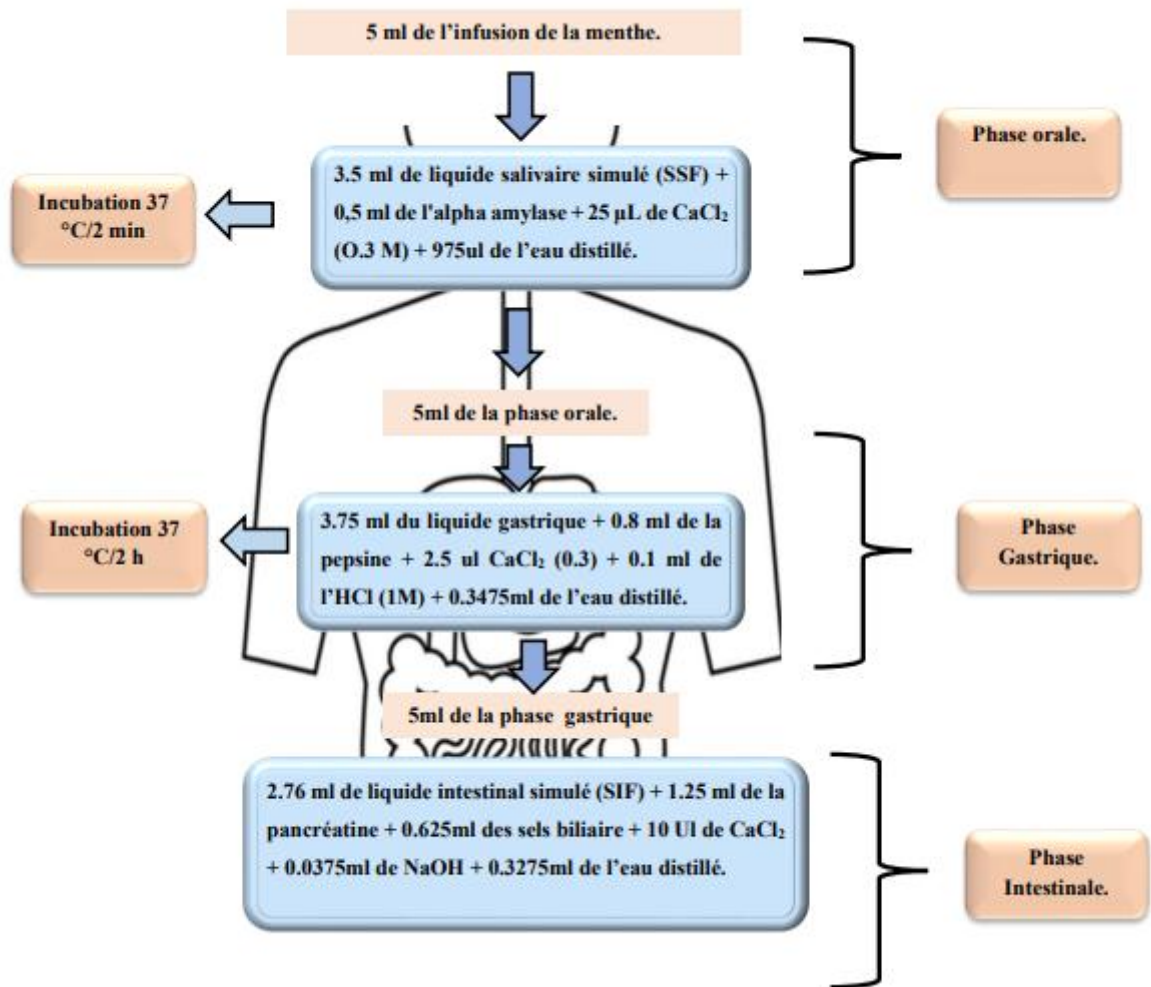 5 ml de l’infusion de la menthe.
Phase orale.
3.5 ml de liquide salivaire simulé (SSF) +
0,5 ml de l'alpha amylase + 25 µL de CaCl₂
(O.3 M) + 975ul de l’eau distillé.
Incubation 37
°C/2 min
5ml de la phase orale.
3.75 ml du liquide gastrique + 0.8 ml de la
pepsine + 2.5 ul CaCl₂ (0.3) + 0.1 ml de
l’HCl (1M) + 0.3475ml de l’eau distillé.
Incubation 37
°C/2 h
Phase
Gastrique.
5ml de la phase gastrique
2.76 ml de liquide intestinal simulé (SIF) + 1.25 ml de la
pancréatine + 0.625ml des sels biliaire + 10 Ul de CaCl₂
+ 0.0375ml de NaOH + 0.3275ml de l’eau distillé.
Phase
Intestinale.